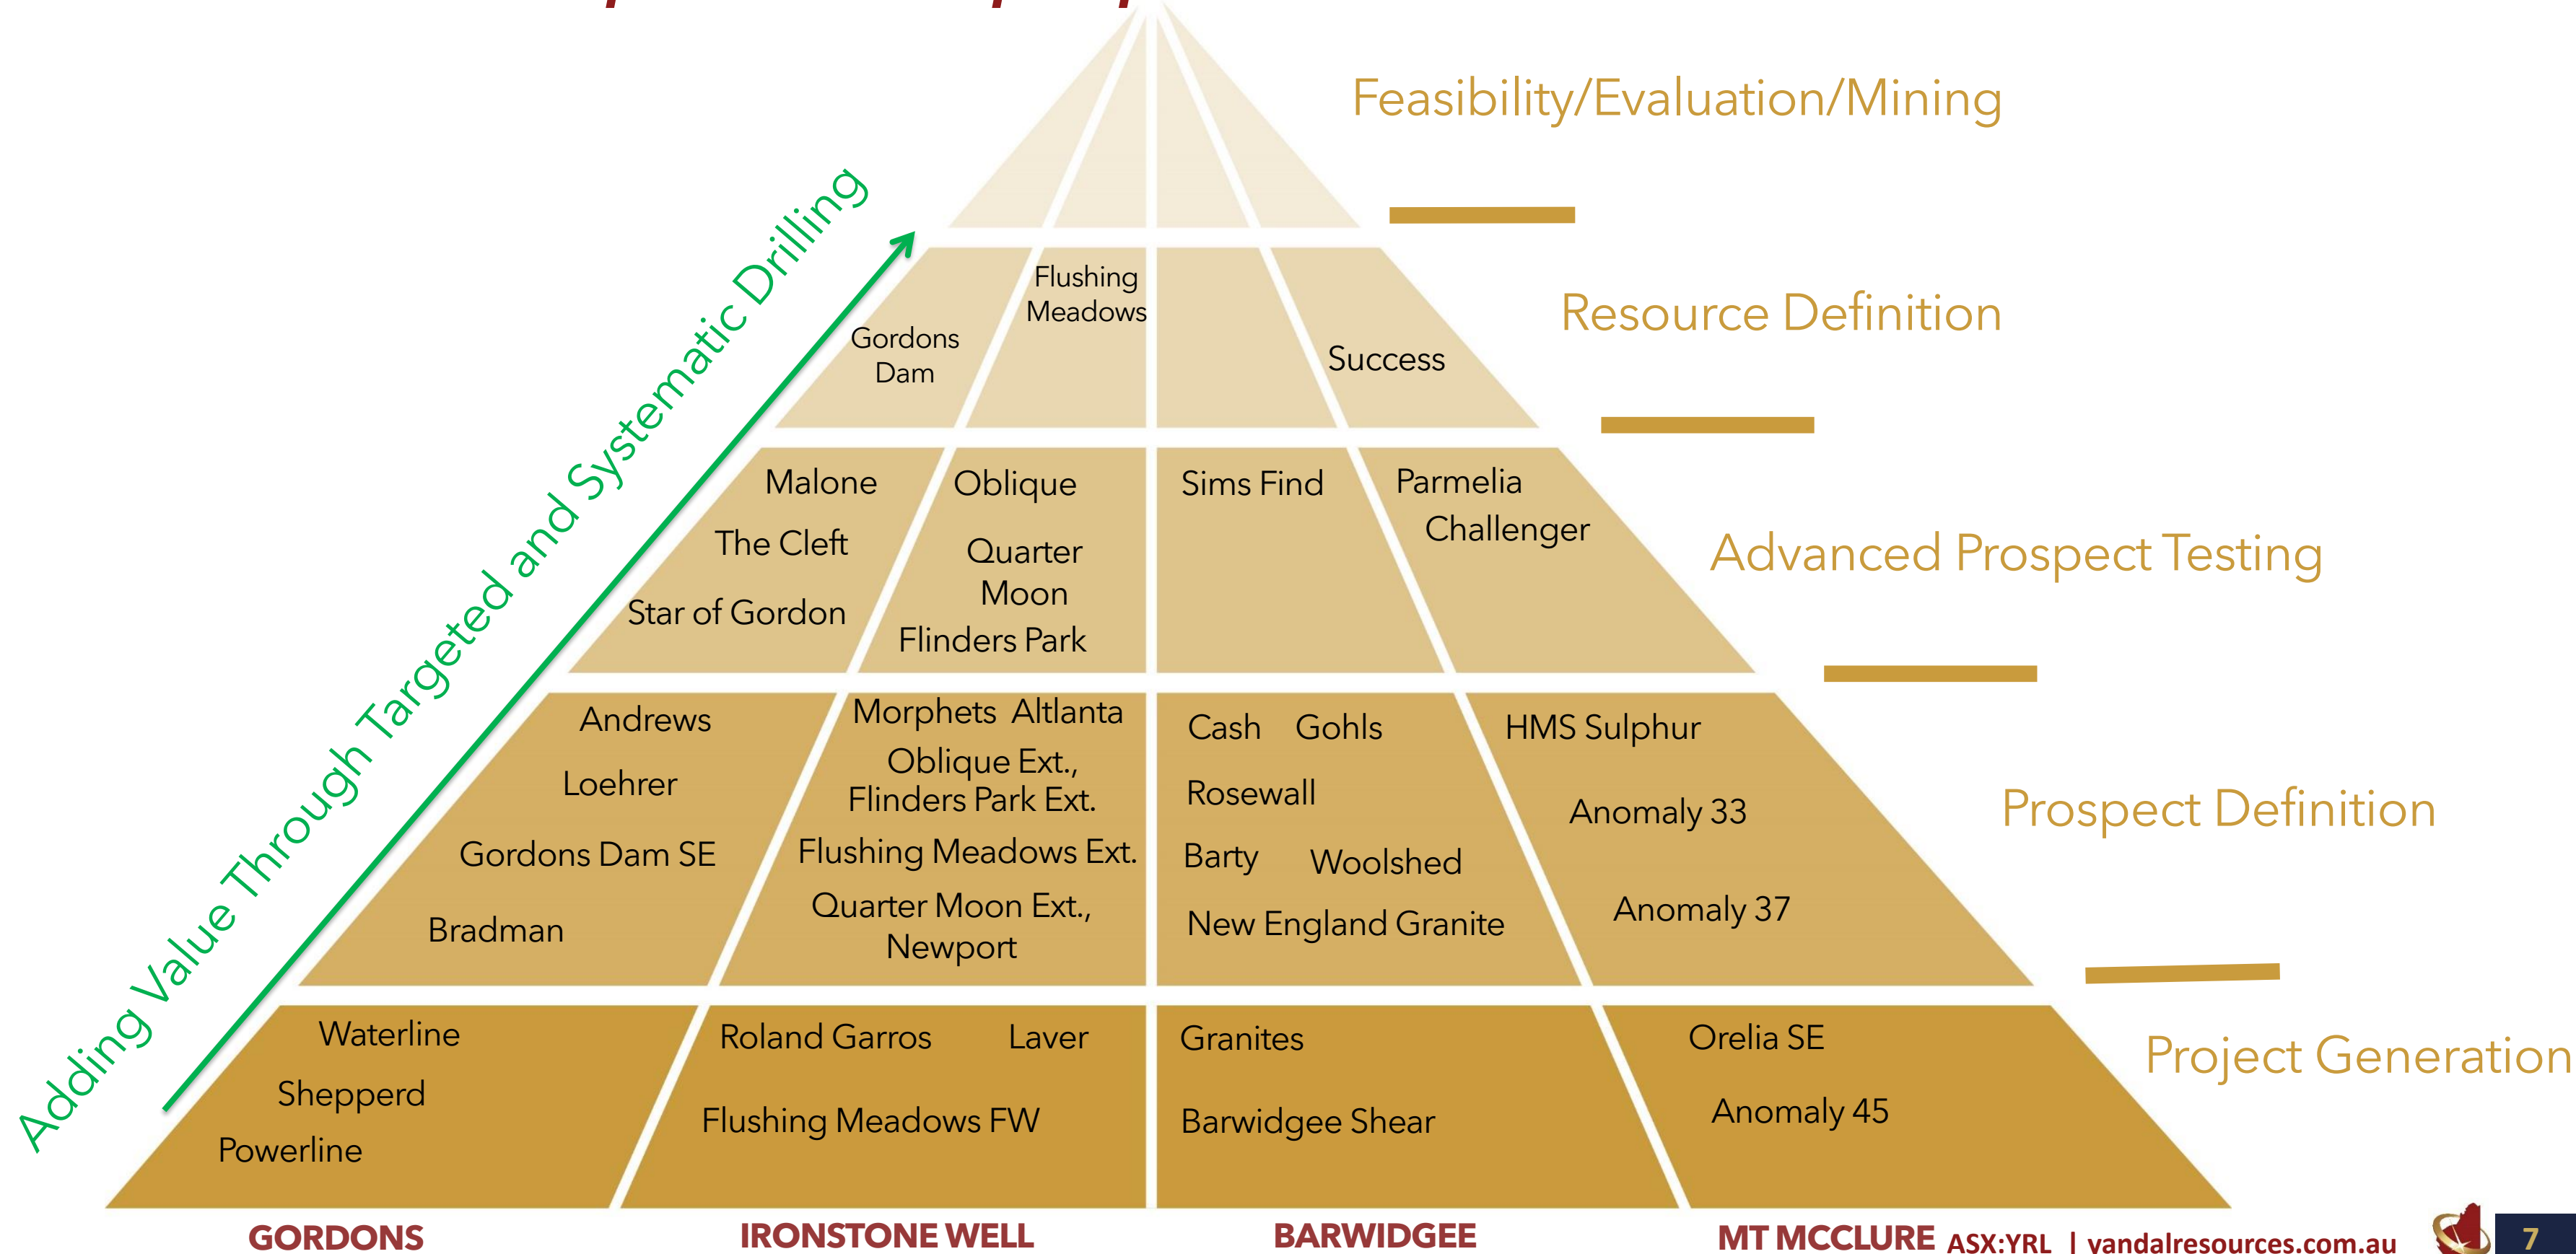 Feasibility/Evaluation/Mining
Adding Value Through Targeted and Systematic Drilling
Flushing
Meadows
Gordons
Dam
Success
Resource Definition
Malone
Oblique
Sims Find
Parmelia
Challenger
The Cleft
Quarter
Moon
Star of Gordon
Flinders Park
Advanced Prospect Testing
Andrews
Morphets Altlanta
Cash Gohls
HMS Sulphur
Oblique Ext.,
Flinders Park Ext.
Loehrer
Rosewall
Anomaly 33
Prospect Definition
Gordons Dam SE
Flushing Meadows Ext.
Barty Woolshed
Bradman
Quarter Moon Ext.,
Newport
New England Granite
Anomaly 37
Waterline
Roland Garros Laver
Granites
Orelia SE
Project Generation
Shepperd
Flushing Meadows FW
Barwidgee Shear
Anomaly 45
Powerline
GORDONS
IRONSTONE WELL
BARWIDGEE
MT MCCLURE
ASX:YRL | yandalresources.com.au
7